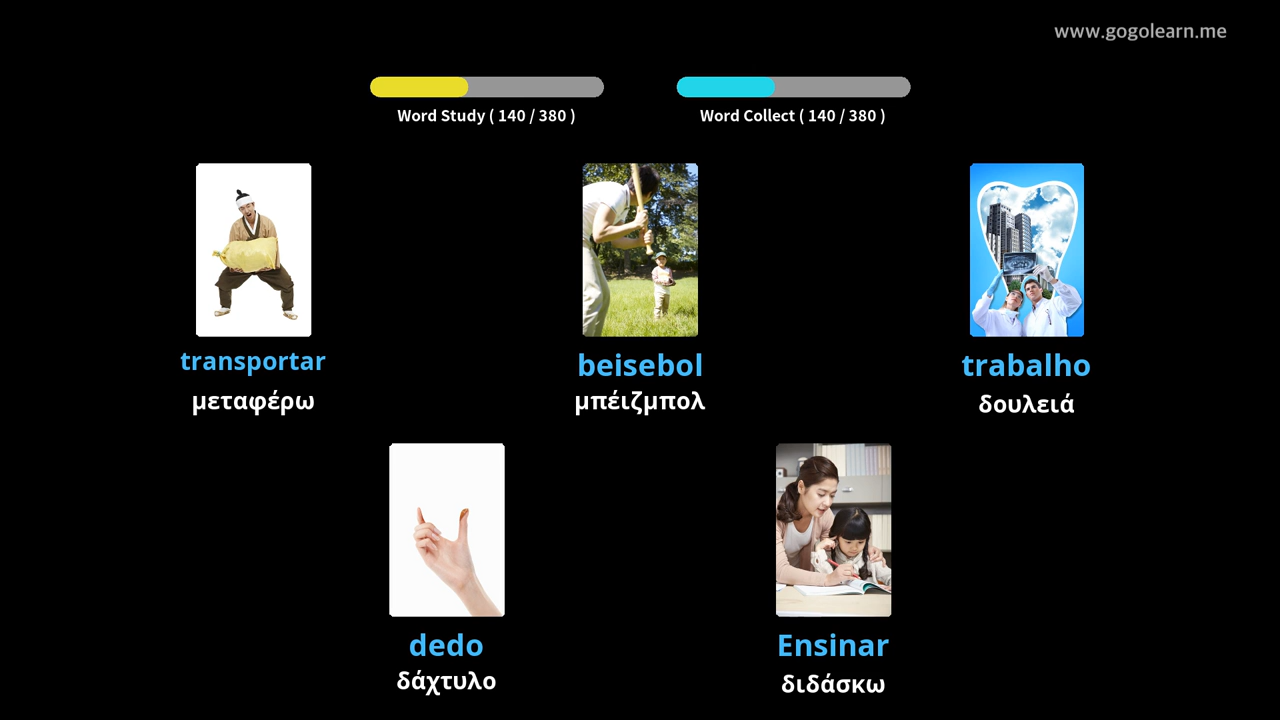 www.gogolearn.me
Word Study ( 140 / 380 )
Word Collect ( 140 / 380 )
transportar
μεταφέρω
beisebol
μπέιζμπολ
trabalho
δουλειά
dedo
δάχτυλο
Ensinar
διδάσκω